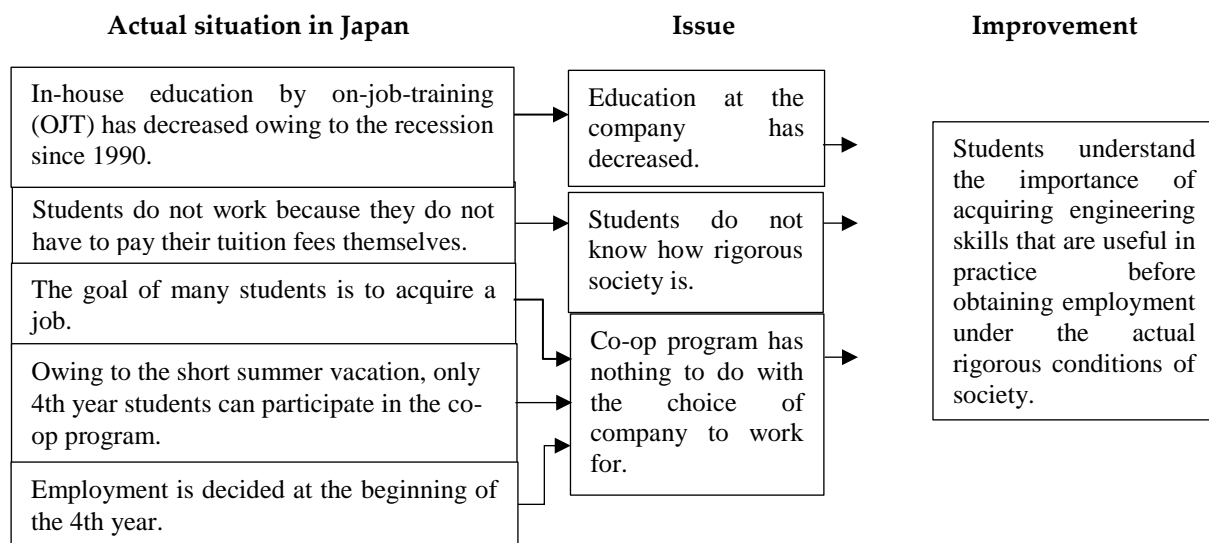 Actual situation in Japan
Issue
Improvement
In-house education by on-job-training
(OJT) has decreased owing to the recession
since 1990.
Students do not work because they do not
have to pay their tuition fees themselves.
The goal of many students is to acquire a
job.
Owing to the short summer vacation, only
4th year students can participate in the co-
op program.
Employment is decided at the beginning of
the 4th year.
Education at the
company has
decreased.
Students do not
know how rigorous
society is.
Co-op program has
nothing to do with
the choice of
company to work
for.
Students understand
the importance of
acquiring engineering
skills that are useful in
practice before
obtaining employment
under the actual
rigorous conditions of
society.